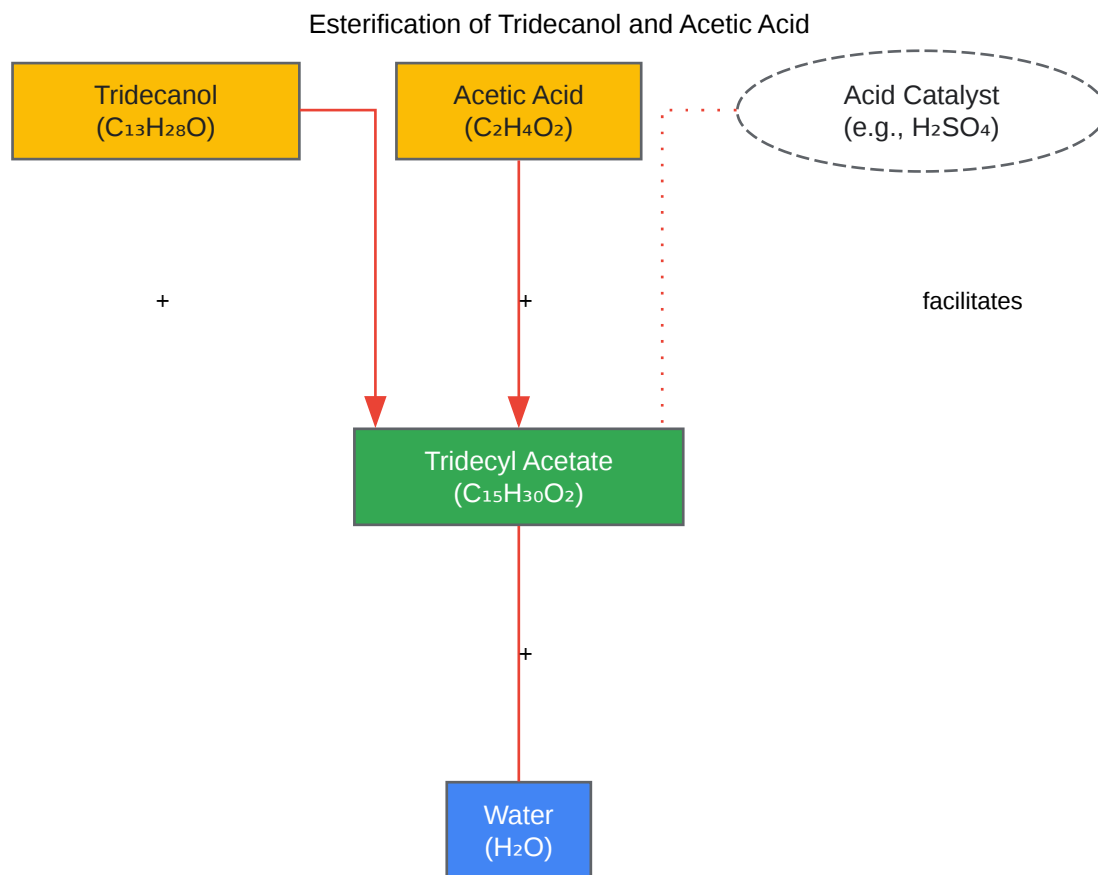 Esterification of Tridecanol and Acetic Acid
Tridecanol
(C₁₃H₂₈O)
Acetic Acid
(C₂H₄O₂)
Acid Catalyst
(e.g., H₂SO₄)
+
+
facilitates
Tridecyl Acetate
(C₁₅H₃₀O₂)
+
Water
(H₂O)